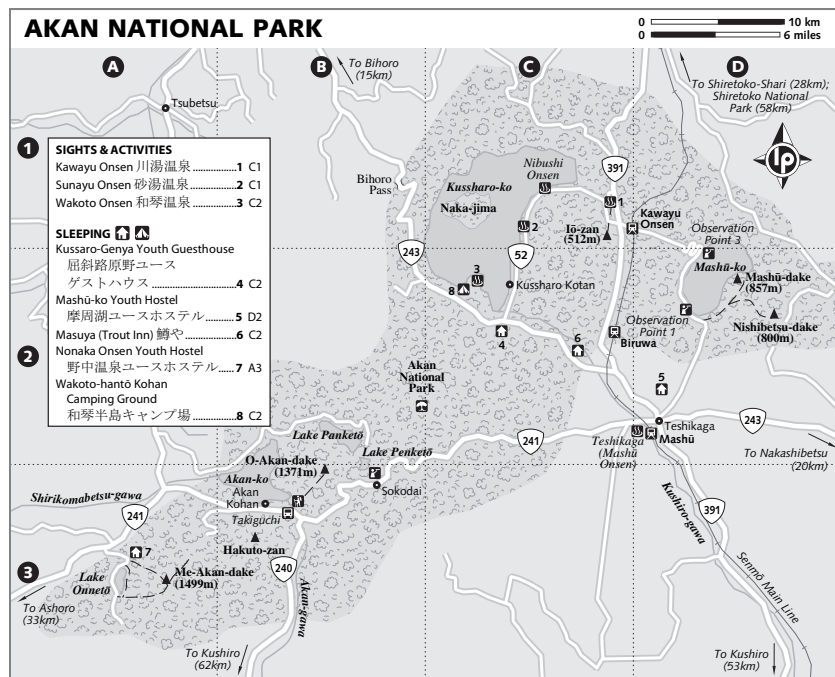 AKAN NATIONAL PARK
0 10 km
0 6 miles
A
B
C
D
To Bihoro
(15km)
To Shiretoko-Shari (28km);
Shiretoko National
Park (58km)
Tsubetsu
1
SIGHTS & ACTIVITIES
Kawayu Onsen 川湯温泉 1 C1
Sunayu Onsen 砂湯温泉 2 C1
Wakoto Onsen 和琴温泉 3 C2
SLEEPING
Kussaro-Genya Youth Guesthouse
屈斜路原野ユース
ゲストハウス 4 C2
Mashū-ko Youth Hostel
摩周湖ユースホステル 5 D2
Masuya (Trout Inn) 鱒や 6 C2
Nonaka Onsen Youth Hostel
野中温泉ユースホステル 7 A3
Wakoto-hantō Kohan
Camping Ground
和琴半島キャンプ場 8 C2
2
3
Bihoro
Pass
Nibushi
Onsen
Kussharo-ko
Naka-jima
391
1
Kawayu
Onsen
Iō-zan
(512m)
2
Observation
Point 3
Mashū-ko
Mashū-dake
(857m)
243
52
3
8
Kussharo Kotan
Observation
Point 1
Nishibetsu-dake
(800m)
4
6
Biruwa
5
Akan
National
Park
Teshikaga
243
Mashū
Teshikaga
(Mashū
Onsen)
To Nakashibetsu
(20km)
241
Lake Panketō
Lake Penketō
O-Akan-dake
(1371m)
Akan-ko
Akan
Kohan
Sokodai
Shirikomabetsu-gawa
Takiguchi
241
Kushiro-gawa
391
7
Hakuto-zan
Me-Akan-dake
(1499m)
240
Lake
Onnetō
Akan-gawa
Senmō Main Line
To Ashoro
(33km)
To Kushiro
(62km)
To Kushiro
(53km)
lp